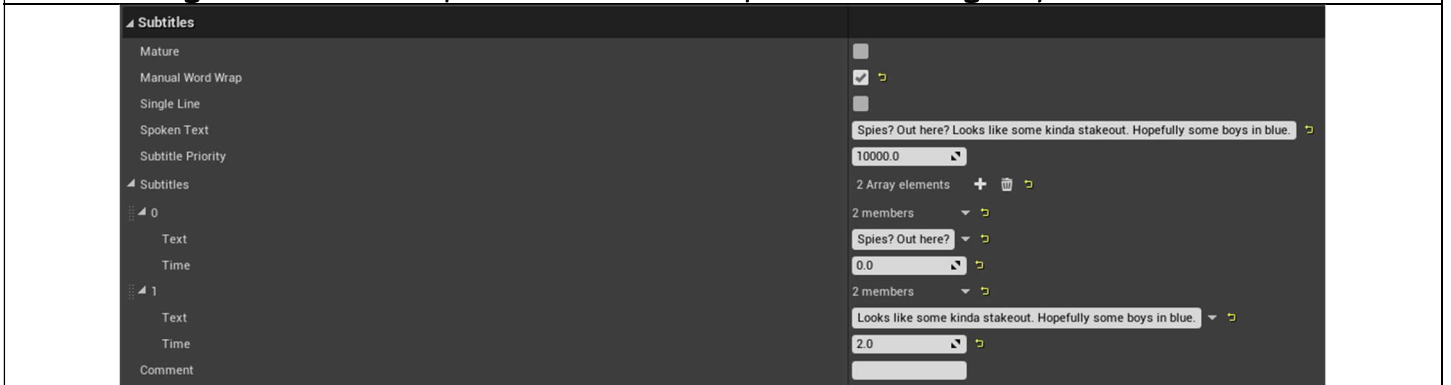 Subtitles
Mature
Manual Word Wrap
Single Line
Spoken Text Spies? Out here? Looks like some kinda stakeout. Hopefully some boys in blue.
Subtitle Priority 10000.0
Subtitles 2 Array elements
0 2 members
Text Spies? Out here?
Time 0.0
1 2 members
Text Looks like some kinda stakeout. Hopefully some boys in blue.
Time 2.0
Comment